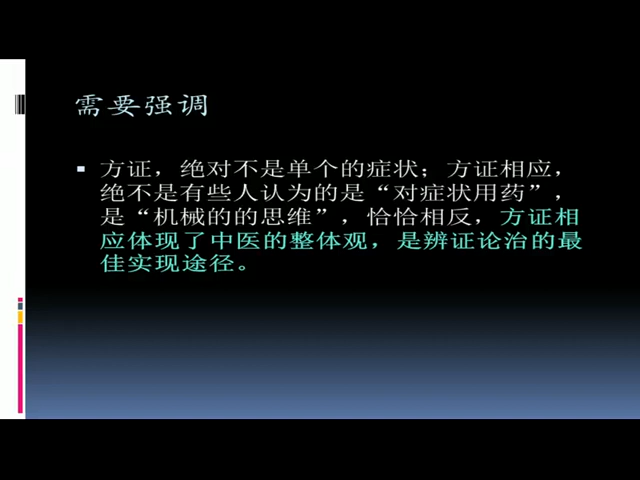 需要强调
方证，绝对不是单个的症状；方证相应，
绝不是有些人认为的是“对症状用药”，
是“机械的的思维”，恰恰相反，方证相
应体现了中医的整体观，是辨证论治的最
佳实现途径。